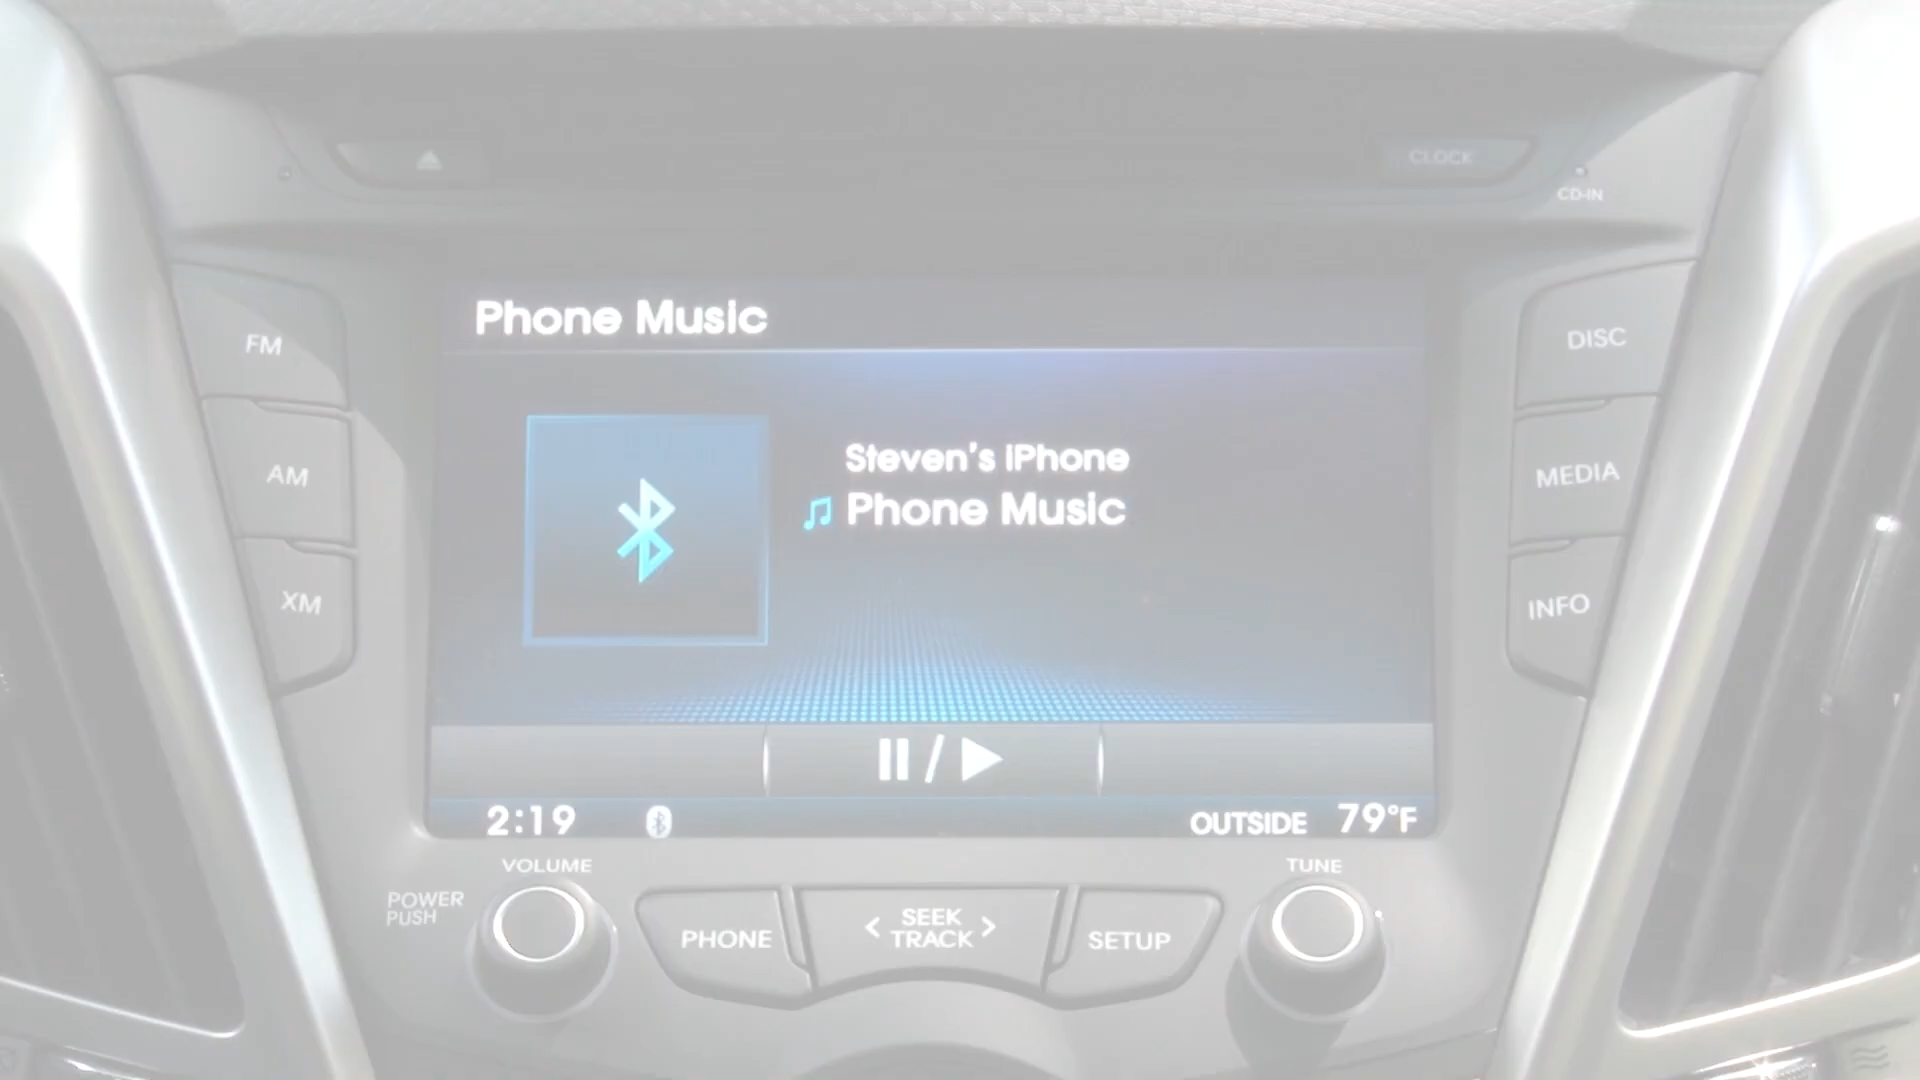 CLOCK
CD-IN
Phone Music
FM
DISC
Steven's iPhone
AM
MEDIA
Phone Music
XM
INFO
2:19
OUTSIDE 79°F
VOLUME
TUNE
POWER
PUSH
PHONE
SEEK
TRACK
SETUP